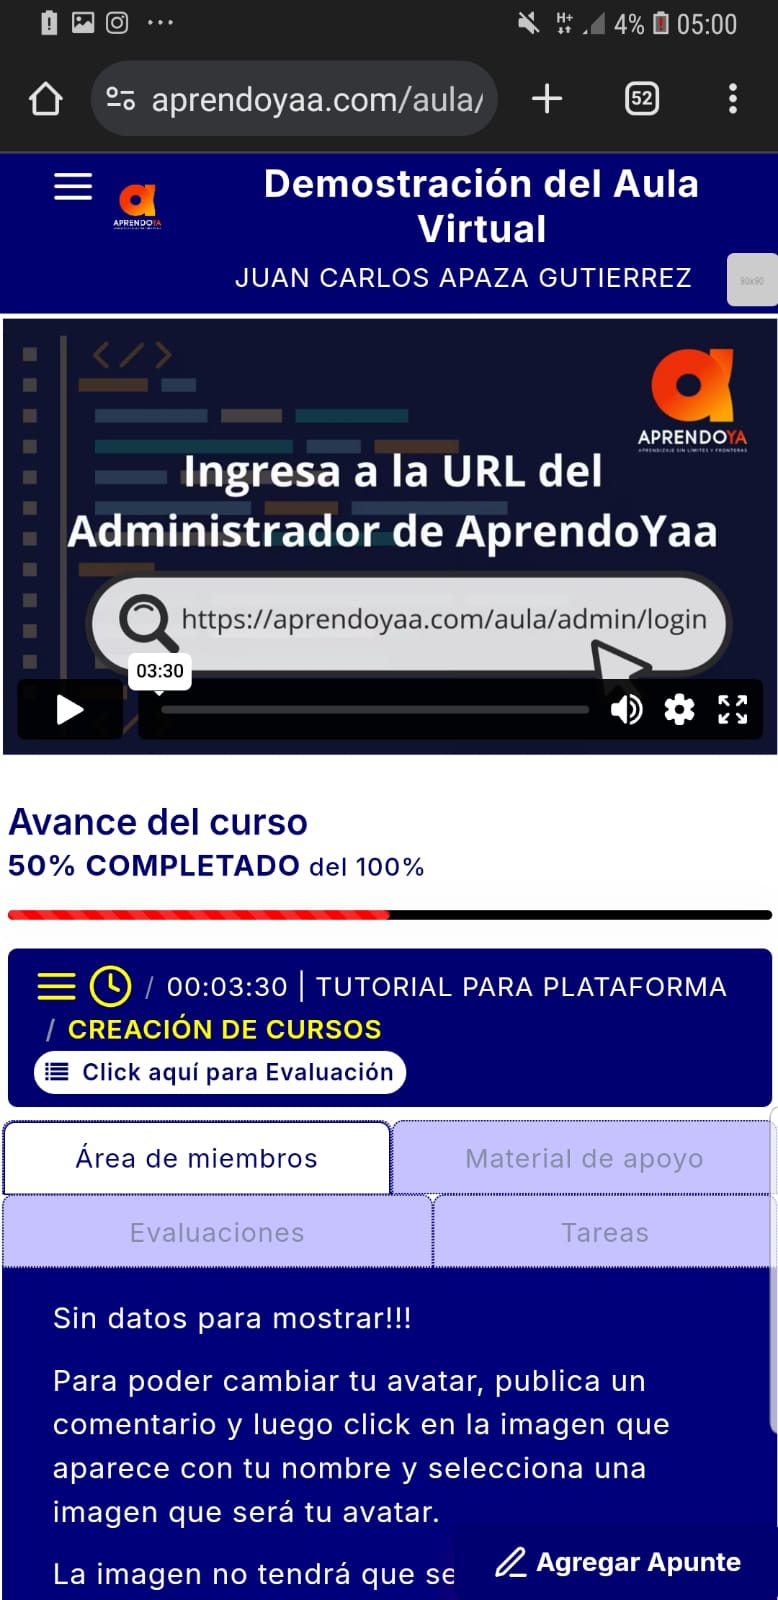 H+ 4% 05:00
aprendoyaa.com/aula/
52
Demostración del Aula
Virtual
APRENDOYA
JUAN CARLOS APAZA GUTIERREZ
90x90
</>
APRENDOYA
APRENDIZAJE SIN LÍMITES Y FRONTERAS
Ingresa a la URL del
Administrador de AprendoYaa
https://aprendoyaa.com/aula/admin/login
03:30
Avance del curso
50% COMPLETADO del 100%
/ 00:03:30 | TUTORIAL PARA PLATAFORMA
/ CREACIÓN DE CURSOS
Click aquí para Evaluación
Área de miembros
Material de apoyo
Evaluaciones
Tareas
Sin datos para mostrar!!!
Para poder cambiar tu avatar, publica un
comentario y luego click en la imagen que
aparece con tu nombre y selecciona una
imagen que será tu avatar.
La imagen no tendrá que se
Agregar Apunte